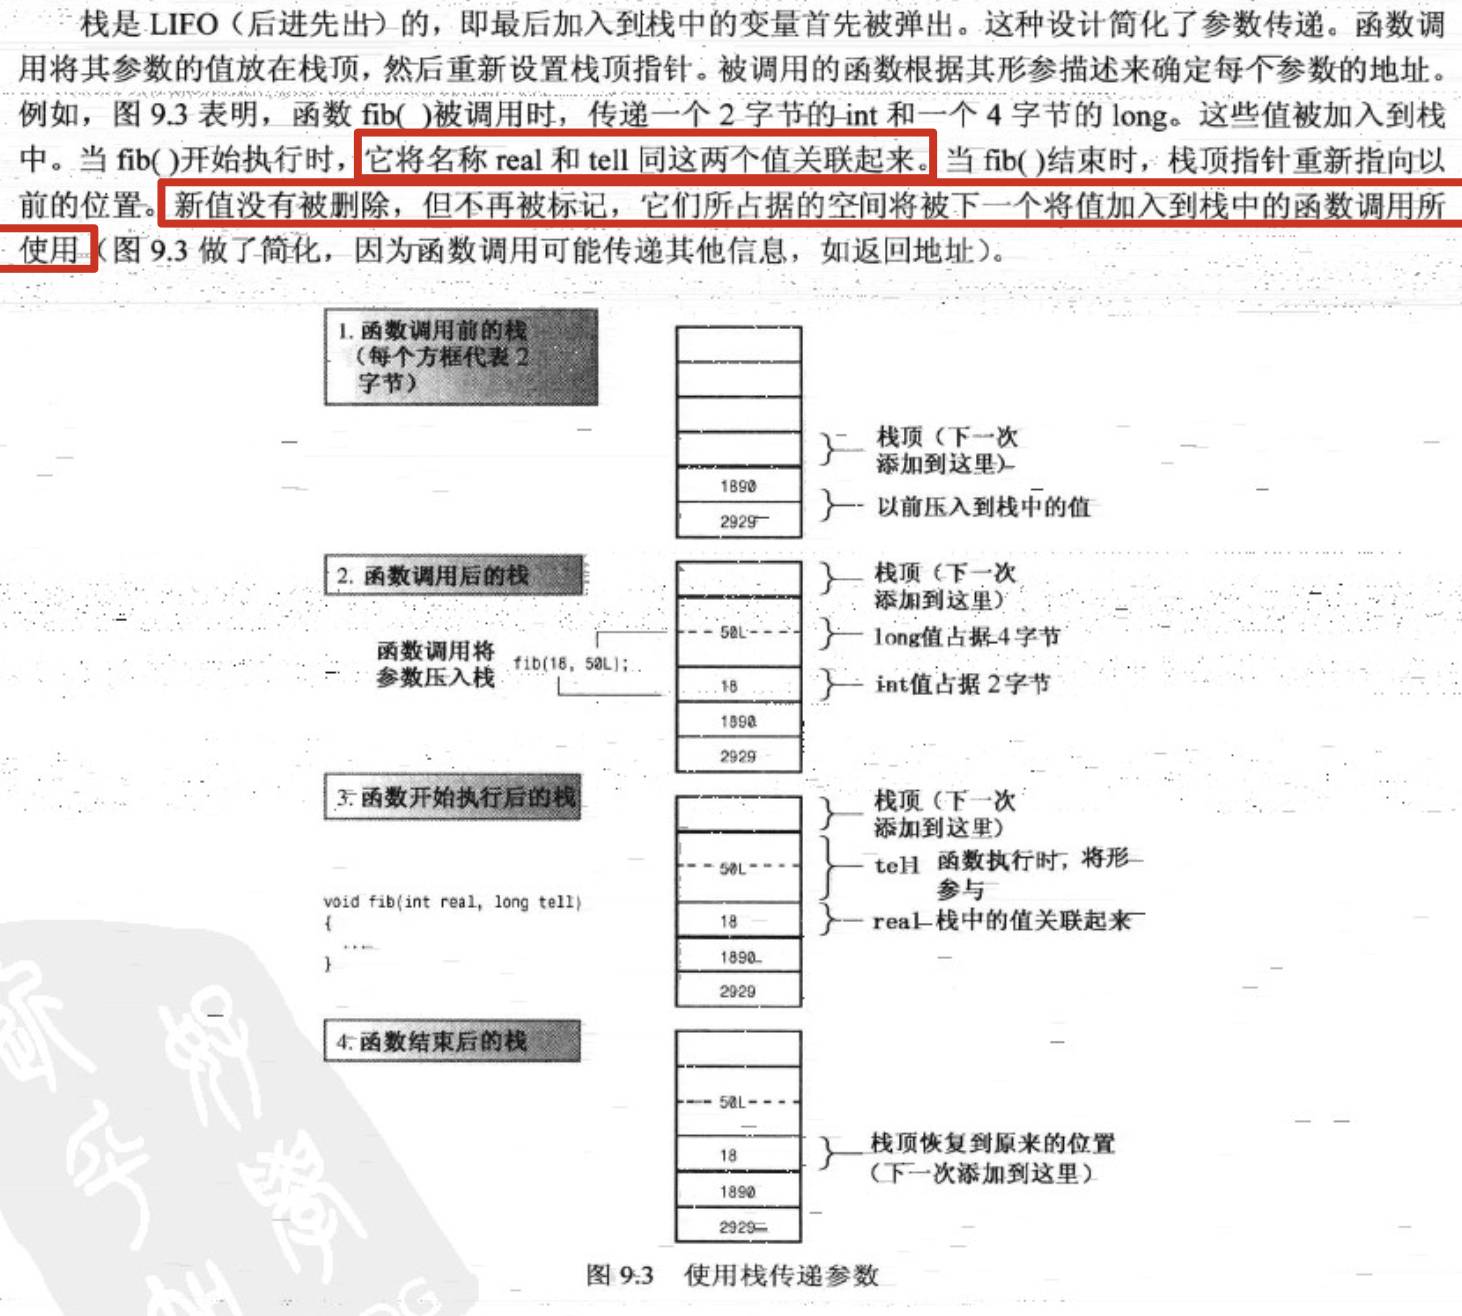 栈是 LIFO（后进先出）的，即最后加入到栈中的变量首先被弹出。这种设计简化了参数传递。函数调
用将其参数的值放在栈顶，然后重新设置栈顶指针。被调用的函数根据其形参描述来确定每个参数的地址。
例如，图 9.3 表明，函数 fib( )被调用时，传递一个 2 字节的 int 和一个 4 字节的 long。这些值被加入到栈
中。当 fib( )开始执行时，它将名称 real 和 tell 同这两个值关联起来。当 fib( )结束时，栈顶指针重新指向以
前的位置。新值没有被删除，但不再被标记，它们所占据的空间将被下一个将值加入到栈中的函数调用所
使用（图 9.3 做了简化，因为函数调用可能传递其他信息，如返回地址）。
1. 函数调用前的栈
（每个方框代表 2
字节）
栈顶（下一次
添加到这里）
1890
以前压入到栈中的值
2929
2. 函数调用后的栈
栈顶（下一次
添加到这里）
50L
long值占据 4 字节
函数调用将
参数压入栈
fib(18, 50L);
18
int值占据 2 字节
1890
2929
3. 函数开始执行后的栈
栈顶（下一次
添加到这里）
50L
tell 函数执行时，将形
参与
void fib(int real, long tell)
{
...
}
18
real 栈中的值关联起来
1890
2929
4. 函数结束后的栈
50L
18
栈顶恢复到原来的位置
（下一次添加到这里）
1890
2929
图 9.3 使用栈传递参数